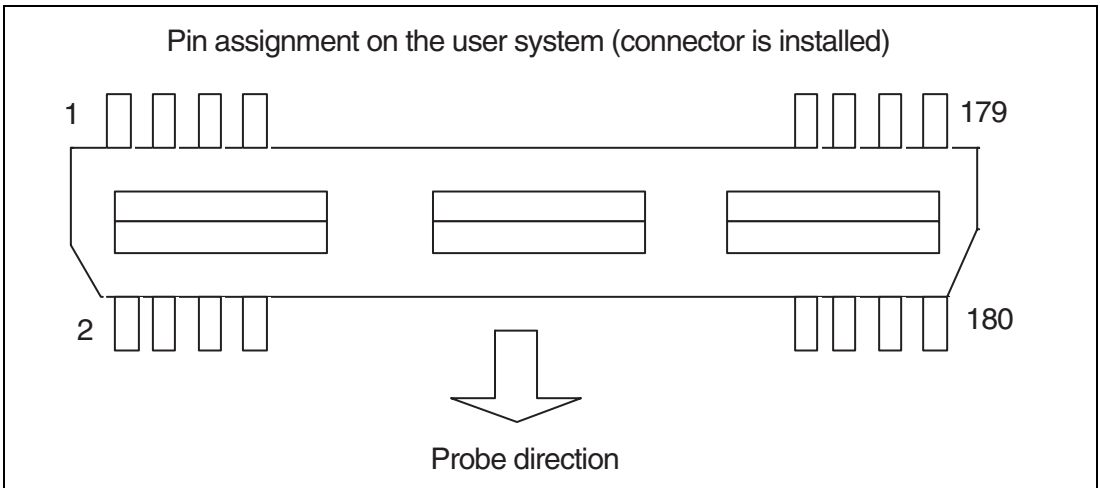 Pin assignment on the user system (connector is installed)
1
179
2
180
Probe direction